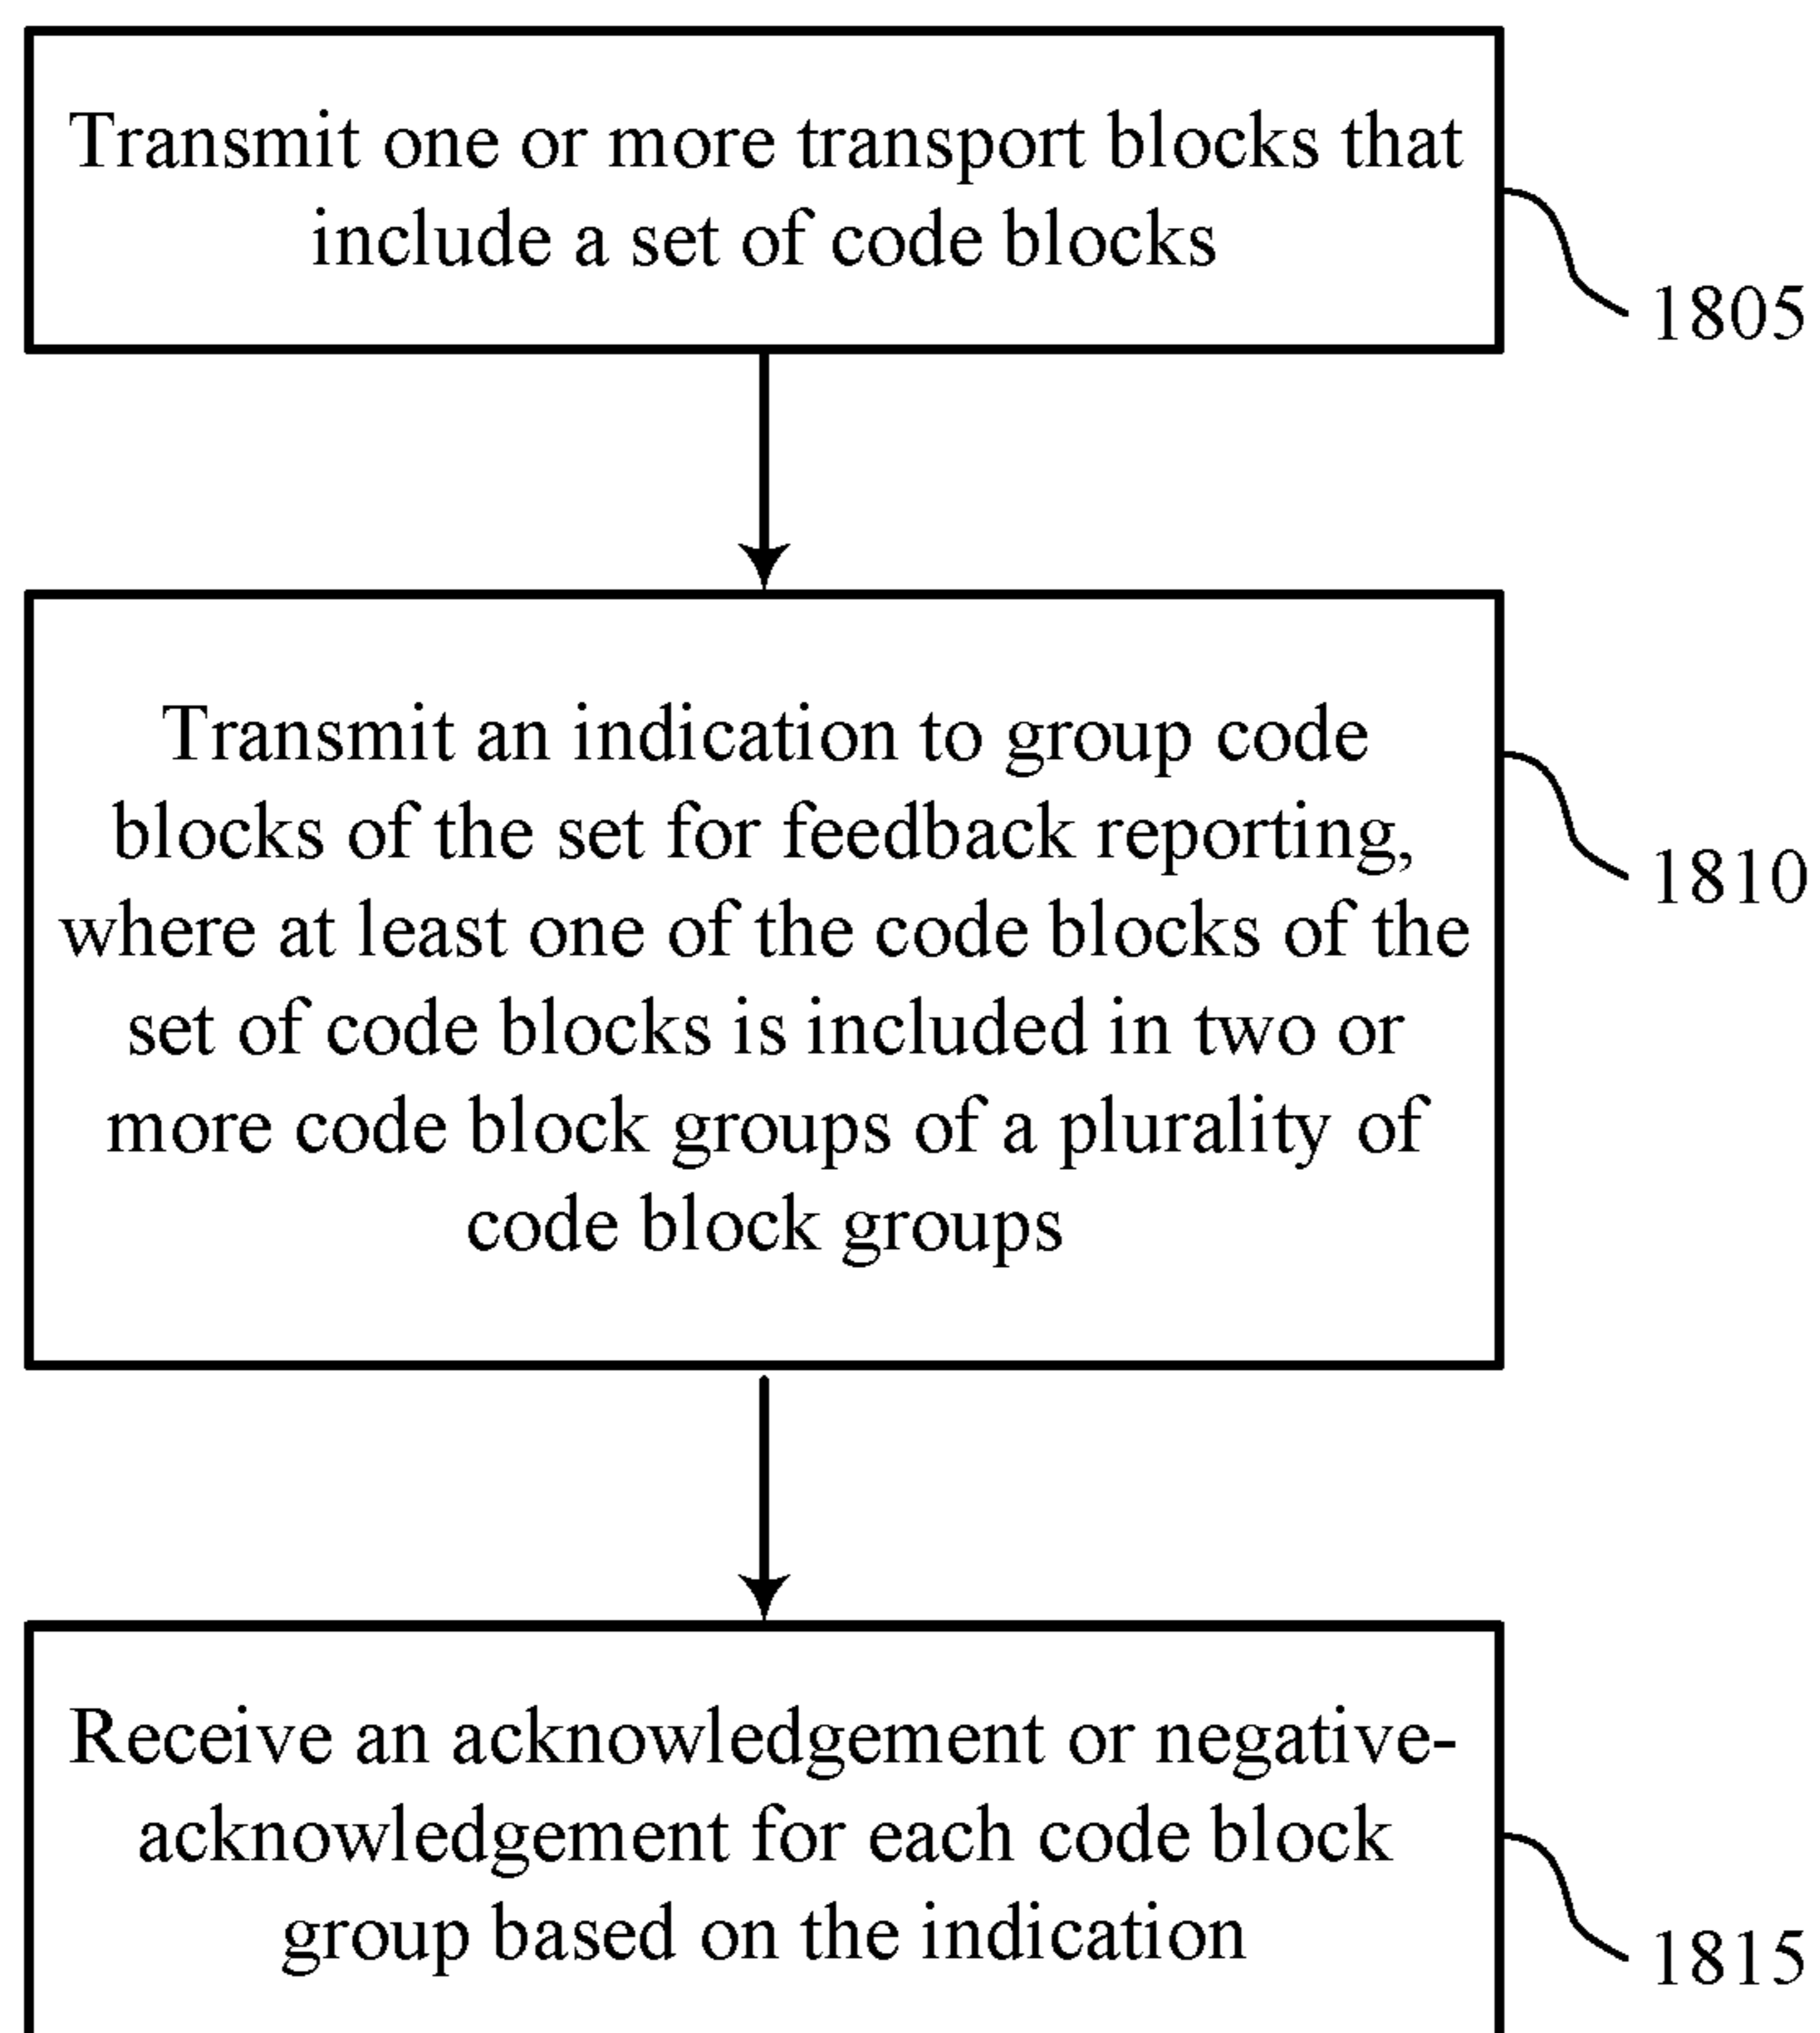 Transmit one or more transport blocks that
include a set of code blocks
1805
Transmit an indication to group code
blocks of the set for feedback reporting,
where at least one of the code blocks of the
set of code blocks is included in two or
more code block groups of a plurality of
code block groups
1810
Receive an acknowledgement or negative-
acknowledgement for each code block
group based on the indication
1815